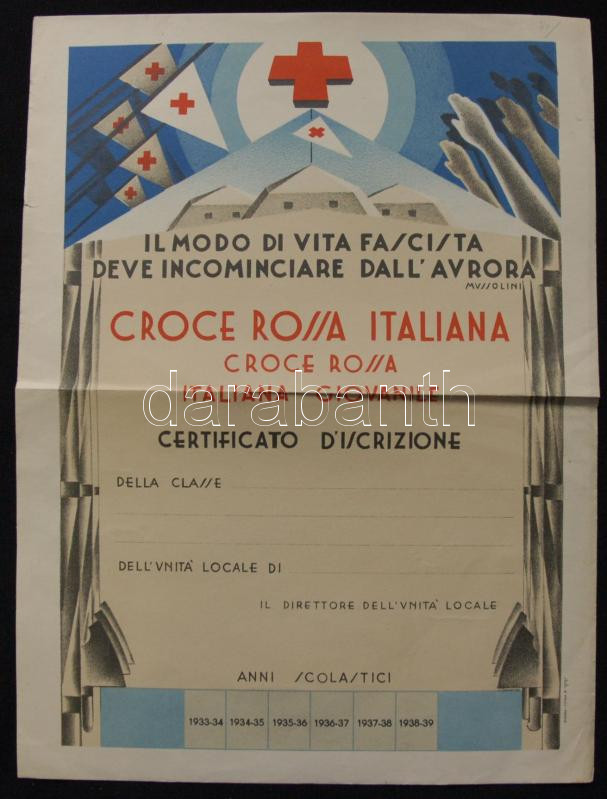 IL MODO DI VITA FASCISTA
DEVE INCOMINCIARE DALL'AVRORA
MVSSOLINI
CROCE ROSSA ITALIANA
CROCE ROSSA
ITALIANA GIOVANILE
darabanth
CERTIFICATO D'ISCRIZIONE
DELLA CLASSE
DELL'VNITÀ LOCALE DI
IL DIRETTORE DELL'VNITÀ LOCALE
ANNI SCOLASTICI
1933-34 1934-35 1935-36 1936-37 1937-38 1938-39